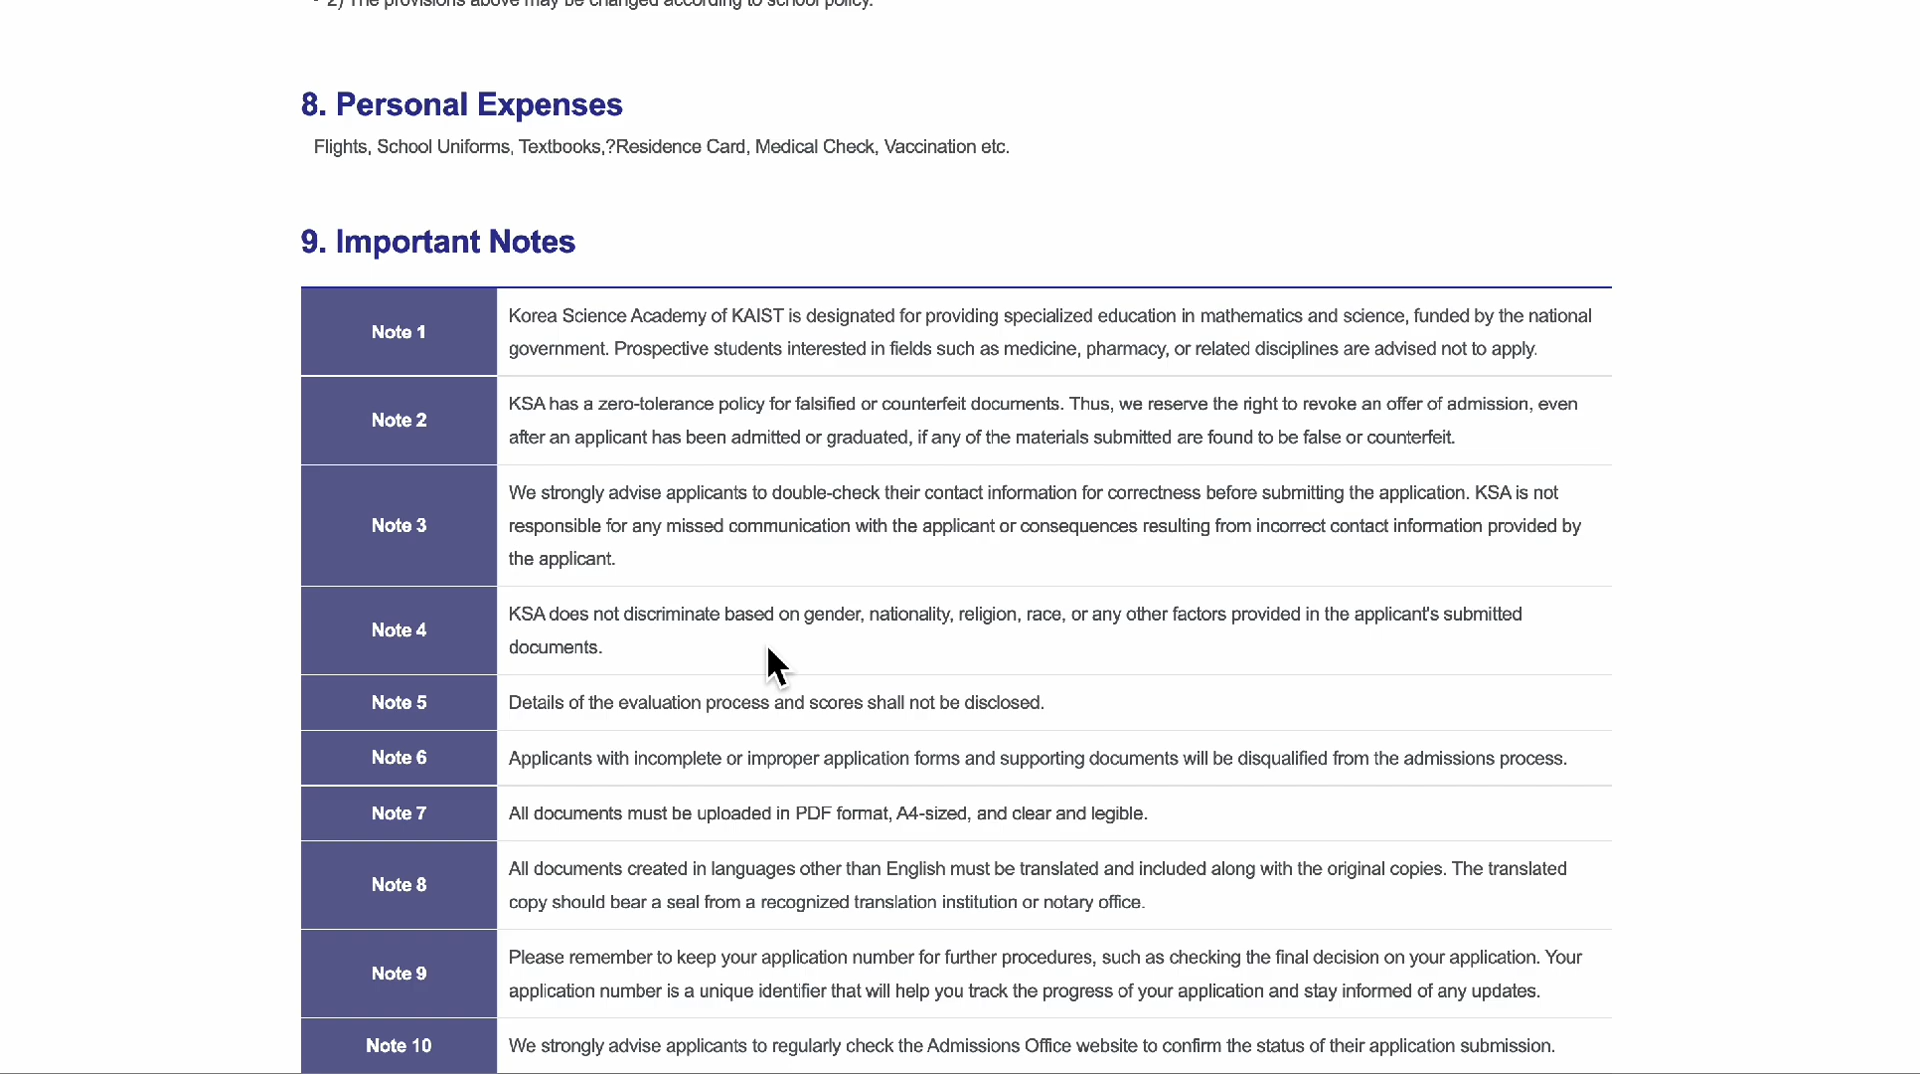 2) The provisions above may be changed according to school policy.
8. Personal Expenses
Flights, School Uniforms, Textbooks,?Residence Card, Medical Check, Vaccination etc.
9. Important Notes
Note 1
Korea Science Academy of KAIST is designated for providing specialized education in mathematics and science, funded by the national
government. Prospective students interested in fields such as medicine, pharmacy, or related disciplines are advised not to apply.
Note 2
KSA has a zero-tolerance policy for falsified or counterfeit documents. Thus, we reserve the right to revoke an offer of admission, even
after an applicant has been admitted or graduated, if any of the materials submitted are found to be false or counterfeit.
Note 3
We strongly advise applicants to double-check their contact information for correctness before submitting the application. KSA is not
responsible for any missed communication with the applicant or consequences resulting from incorrect contact information provided by
the applicant.
Note 4
KSA does not discriminate based on gender, nationality, religion, race, or any other factors provided in the applicant's submitted
documents.
Note 5
Details of the evaluation process and scores shall not be disclosed.
Note 6
Applicants with incomplete or improper application forms and supporting documents will be disqualified from the admissions process.
Note 7
All documents must be uploaded in PDF format, A4-sized, and clear and legible.
Note 8
All documents created in languages other than English must be translated and included along with the original copies. The translated
copy should bear a seal from a recognized translation institution or notary office.
Note 9
Please remember to keep your application number for further procedures, such as checking the final decision on your application. Your
application number is a unique identifier that will help you track the progress of your application and stay informed of any updates.
Note 10
We strongly advise applicants to regularly check the Admissions Office website to confirm the status of their application submission.